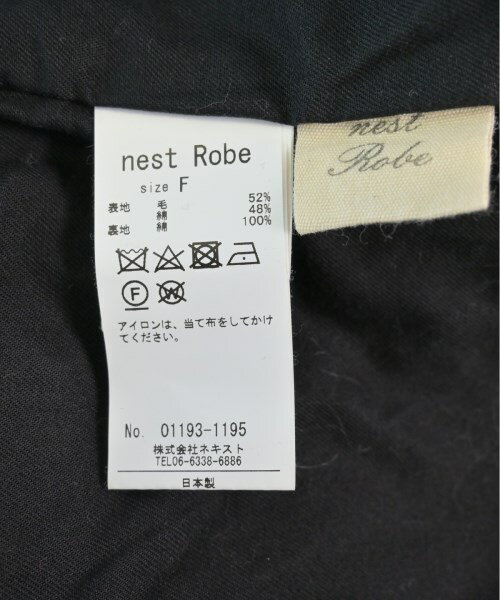 nest Robe
size F
表地 毛 52%
綿 48%
裏地 綿 100%
F W
アイロンは、当て布をしてかけ
てください。
No. 01193-1195
株式会社ネキスト
TEL06-6338-6886
日本製
nest
Robe